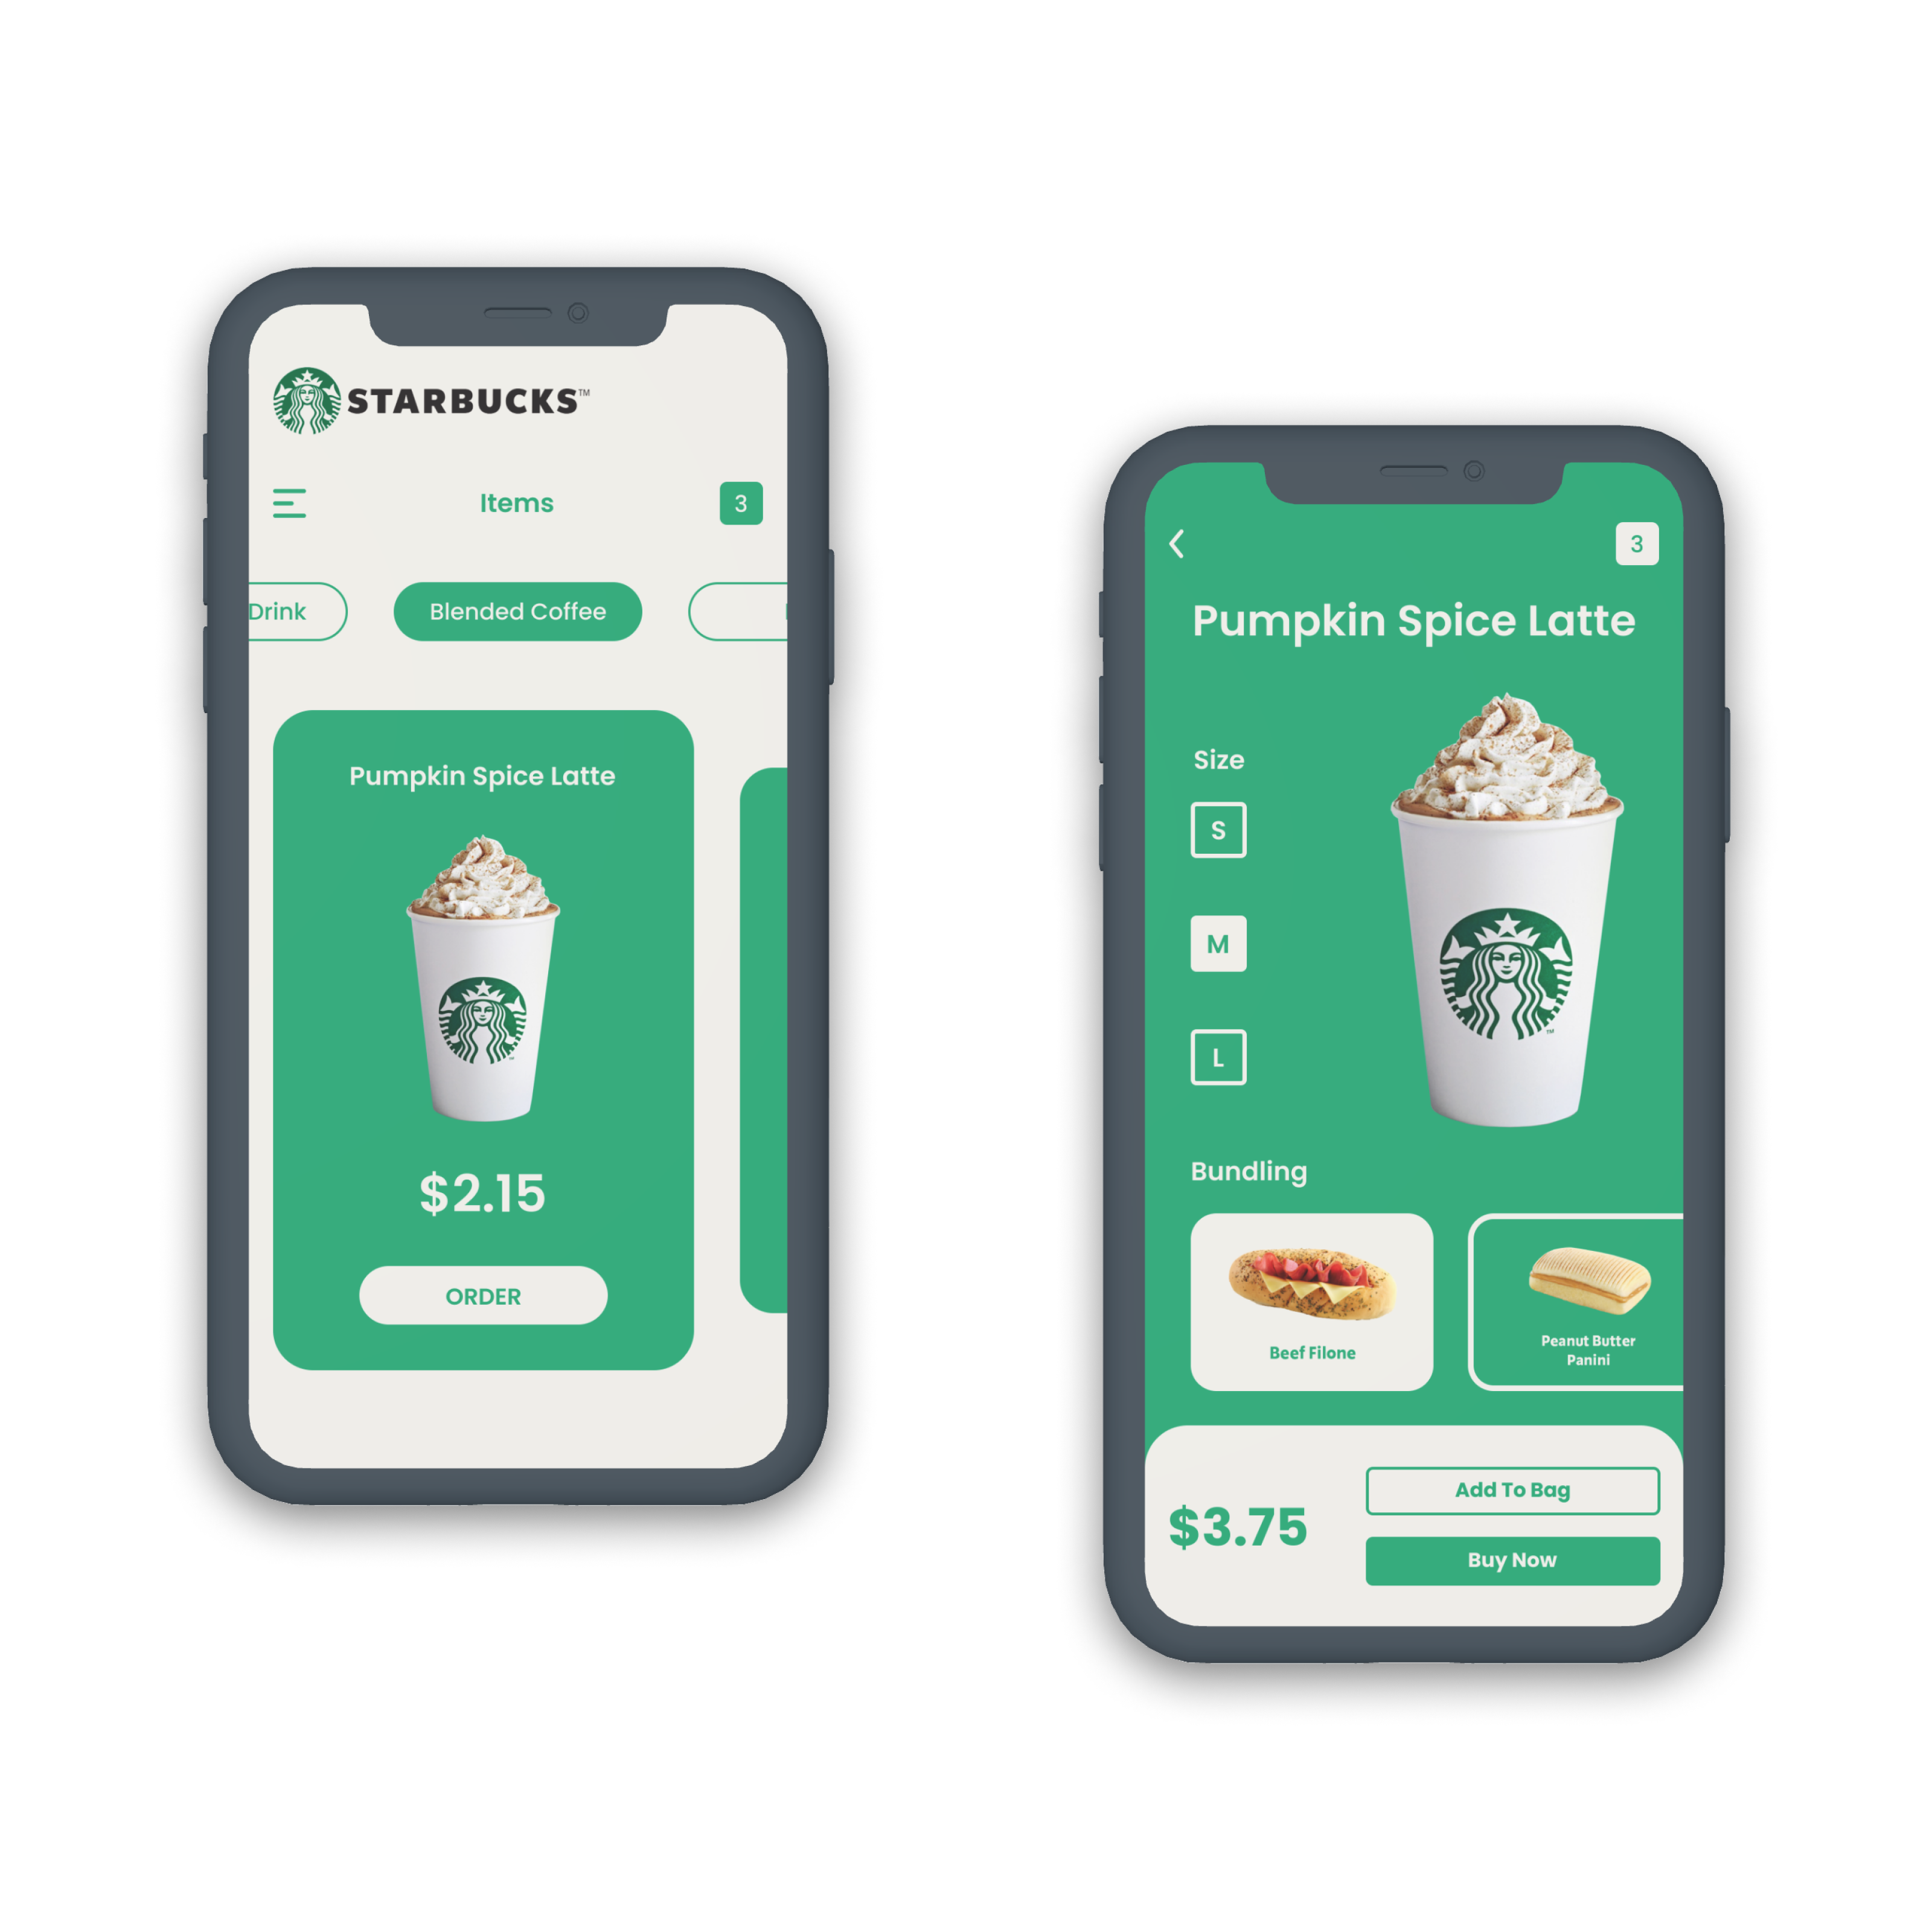 STARBUCKS™
Items
3
Drink
Blended Coffee
Pumpkin Spice Latte
$2.15
ORDER
3
Pumpkin Spice Latte
Size
S
M
L
Bundling
Beef Filone
Peanut Butter
Panini
$3.75
Add To Bag
Buy Now